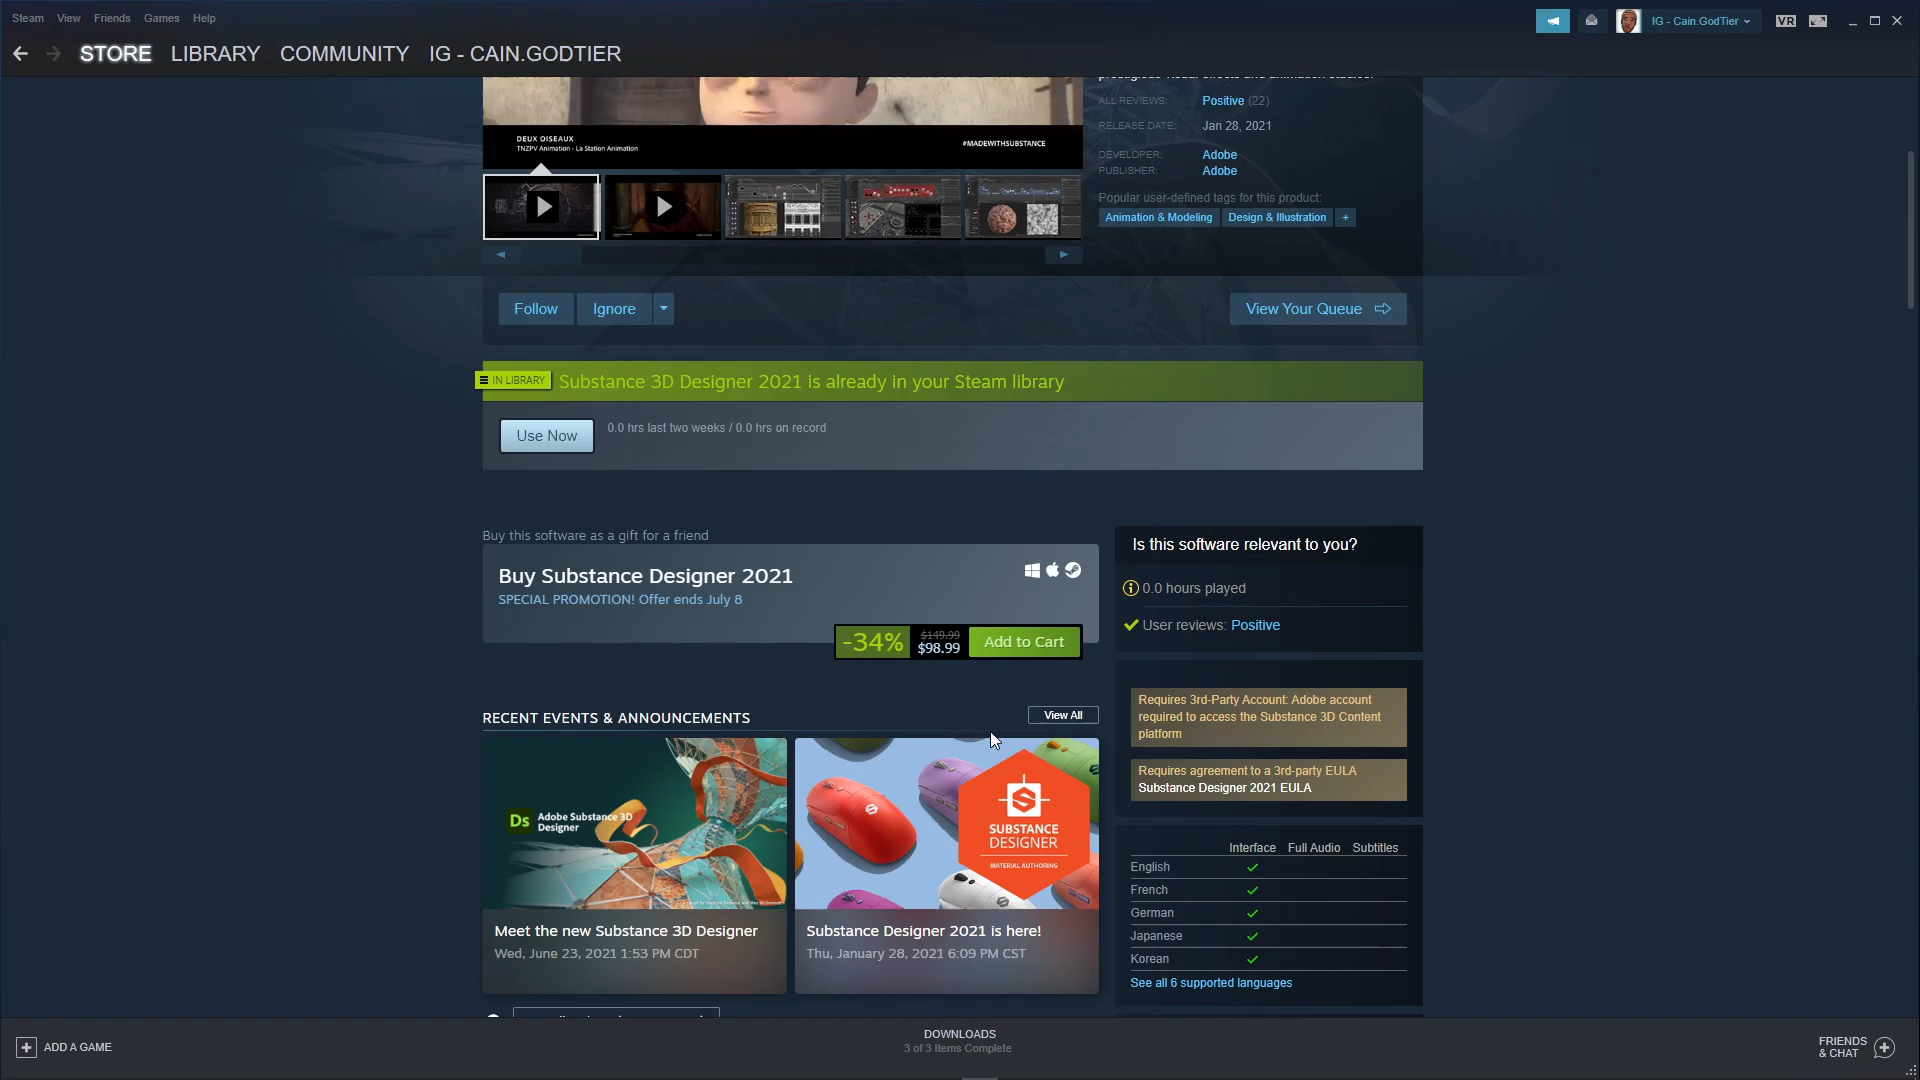 Steam View Friends Games Help
IG - Cain.GodTier
VR
STORE LIBRARY COMMUNITY IG - CAIN.GODTIER
DEUX OISEAUX
TNZPV Animation - La Station Animation
#MADEWITHSUBSTANCE
ALL REVIEWS: Positive (22)
RELEASE DATE: Jan 28, 2021
DEVELOPER: Adobe
PUBLISHER: Adobe
Popular user-defined tags for this product:
Animation & Modeling Design & Illustration +
Follow Ignore View Your Queue
IN LIBRARY Substance 3D Designer 2021 is already in your Steam library
Use Now 0.0 hrs last two weeks / 0.0 hrs on record
Buy this software as a gift for a friend
Buy Substance Designer 2021
SPECIAL PROMOTION! Offer ends July 8
-34% $149.99 $98.99 Add to Cart
Is this software relevant to you?
0.0 hours played
User reviews: Positive
Requires 3rd-Party Account: Adobe account
required to access the Substance 3D Content
platform
Requires agreement to a 3rd-party EULA
Substance Designer 2021 EULA
RECENT EVENTS & ANNOUNCEMENTS View All
Ds Adobe Substance 3D
Designer
SUBSTANCE
DESIGNER
MATERIAL AUTHORING
Meet the new Substance 3D Designer
Wed, June 23, 2021 1:53 PM CDT
Substance Designer 2021 is here!
Thu, January 28, 2021 6:09 PM CST
Interface Full Audio Subtitles
English
French
German
Japanese
Korean
See all 6 supported languages
ADD A GAME
DOWNLOADS
3 of 3 Items Complete
FRIENDS
& CHAT